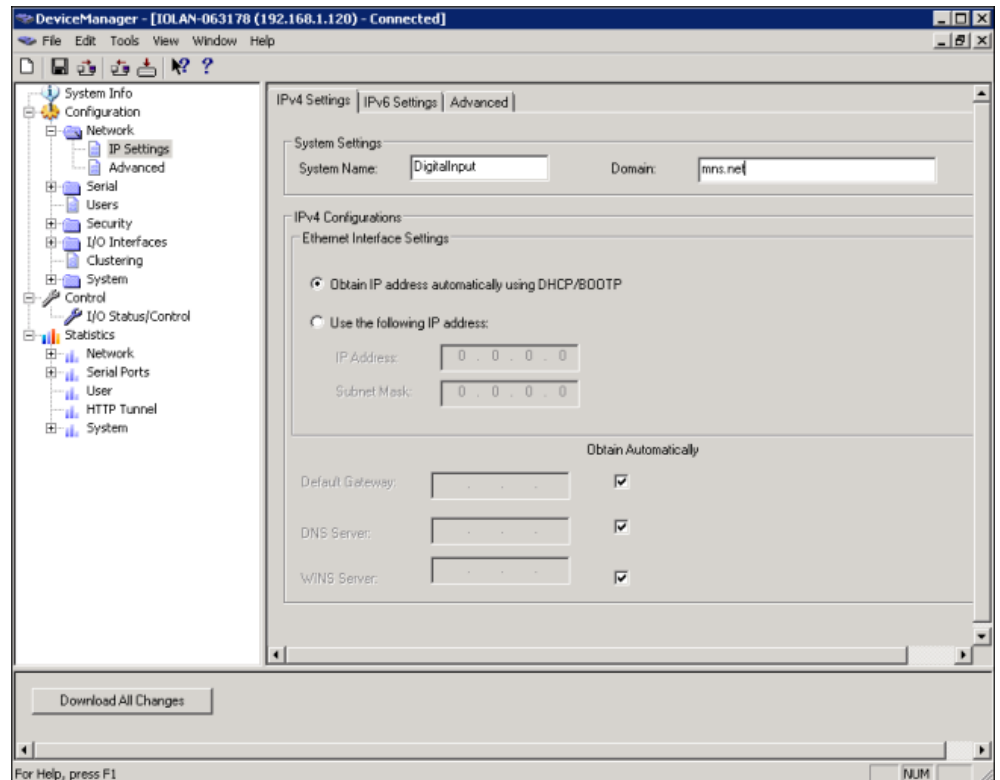 DeviceManager - [IOLAN-063178 (192.168.1.120) - Connected]
File Edit Tools View Window Help
System Info
Configuration
Network
IP Settings
Advanced
Serial
Users
Security
I/O Interfaces
Clustering
System
Control
I/O Status/Control
Statistics
Network
Serial Ports
User
HTTP Tunnel
System
IPv4 Settings IPv6 Settings Advanced
System Settings
System Name: DigitalInput Domain: mns.net
IPv4 Configurations
Ethernet Interface Settings
Obtain IP address automatically using DHCP/BOOTP
Use the following IP address:
IP Address: 0 . 0 . 0 . 0
Subnet Mask: 0 . 0 . 0 . 0
Obtain Automatically
Default Gateway: . . .
DNS Server: . . .
WINS Server: . . .
Download All Changes
For Help, press F1 NUM